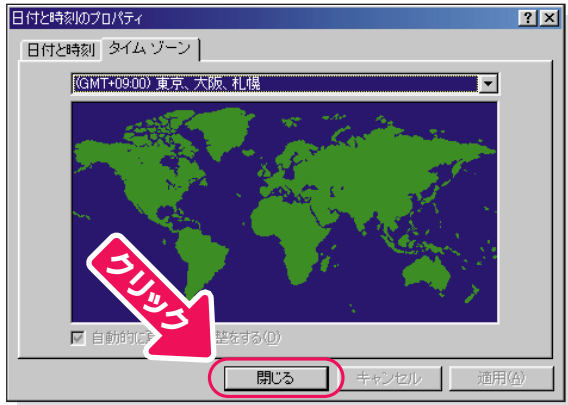 日付と時刻のプロパティ
日付と時刻 タイム ゾーン
(GMT+09:00) 東京、大阪、札幌
クリック
自動的に 整をする(D)
閉じる キャンセル 適用(A)